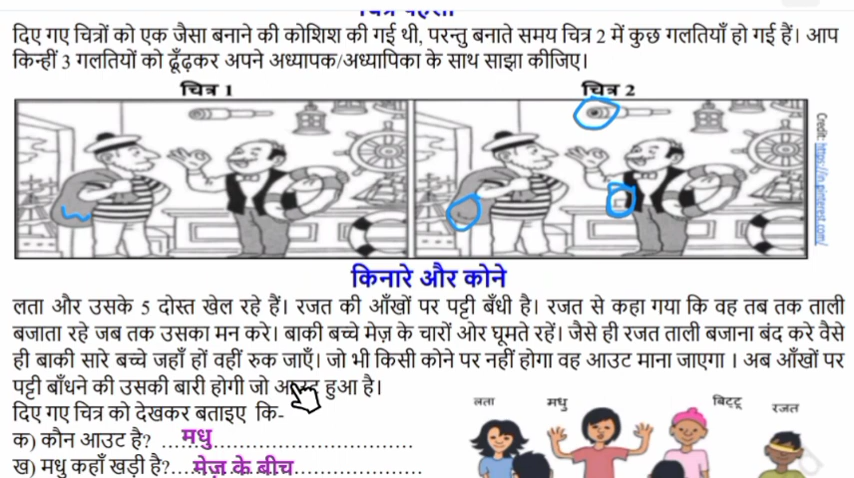 दिए गए चित्रों को एक जैसा बनाने की कोशिश की गई थी, परन्तु बनाते समय चित्र 2 में कुछ गलतियाँ हो गई हैं। आप
किन्हीं 3 गलतियों को ढूँढ़कर अपने अध्यापक/अध्यापिका के साथ साझा कीजिए।
चित्र 1 चित्र 2
Credit: https://in.pinterest.com/
किनारे और कोने
लता और उसके 5 दोस्त खेल रहे हैं। रजत की आँखों पर पट्टी बँधी है। रजत से कहा गया कि वह तब तक ताली
बजाता रहे जब तक उसका मन करे। बाकी बच्चे मेज़ के चारों ओर घूमते रहें। जैसे ही रजत ताली बजाना बंद करे वैसे
ही बाकी सारे बच्चे जहाँ हों वहीं रुक जाएँ। जो भी किसी कोने पर नहीं होगा वह आउट माना जाएगा । अब आँखों पर
पट्टी बाँधने की उसकी बारी होगी जो हुआ है।
दिए गए चित्र को देखकर बताइए कि-
लता मधु बिट्टू रजत
क) कौन आउट है? ...मधु..............................
ख) मधु कहाँ खड़ी है?....मेज़ के बीच....................